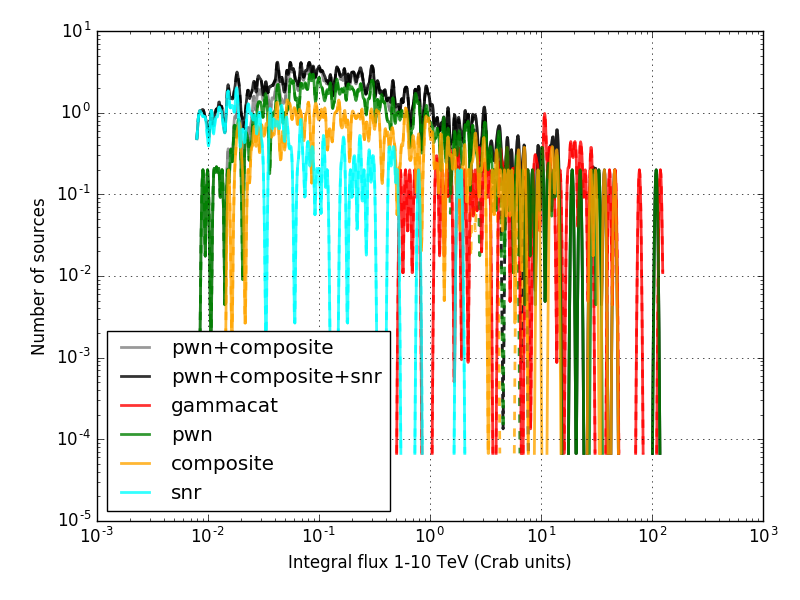 10^1
10^0
10^-1
10^-2
10^-3
10^-4
10^-5
Number of sources
pwn+composite
pwn+composite+snr
gammacat
pwn
composite
snr
10^-3 10^-2 10^-1 10^0 10^1 10^2 10^3
Integral flux 1-10 TeV (Crab units)